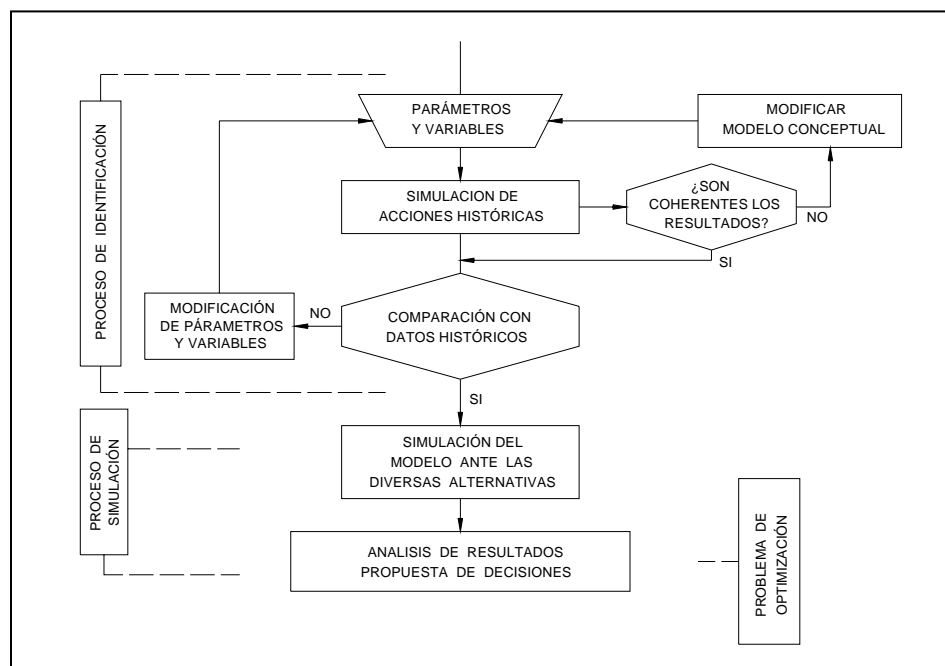 PARÁMETROS
Y VARIABLES
MODIFICAR
MODELO CONCEPTUAL
SIMULACION DE
ACCIONES HISTÓRICAS
¿SON
COHERENTES LOS
RESULTADOS?
NO
SI
PROCESO DE IDENTIFICACIÓN
MODIFICACIÓN
DE PÁRAMETROS
Y VARIABLES
NO
COMPARACIÓN CON
DATOS HISTÓRICOS
SI
PROCESO DE
SIMULACIÓN
SIMULACIÓN DEL
MODELO ANTE LAS
DIVERSAS ALTERNATIVAS
ANALISIS DE RESULTADOS
PROPUESTA DE DECISIONES
PROBLEMA DE
OPTIMIZACIÓN